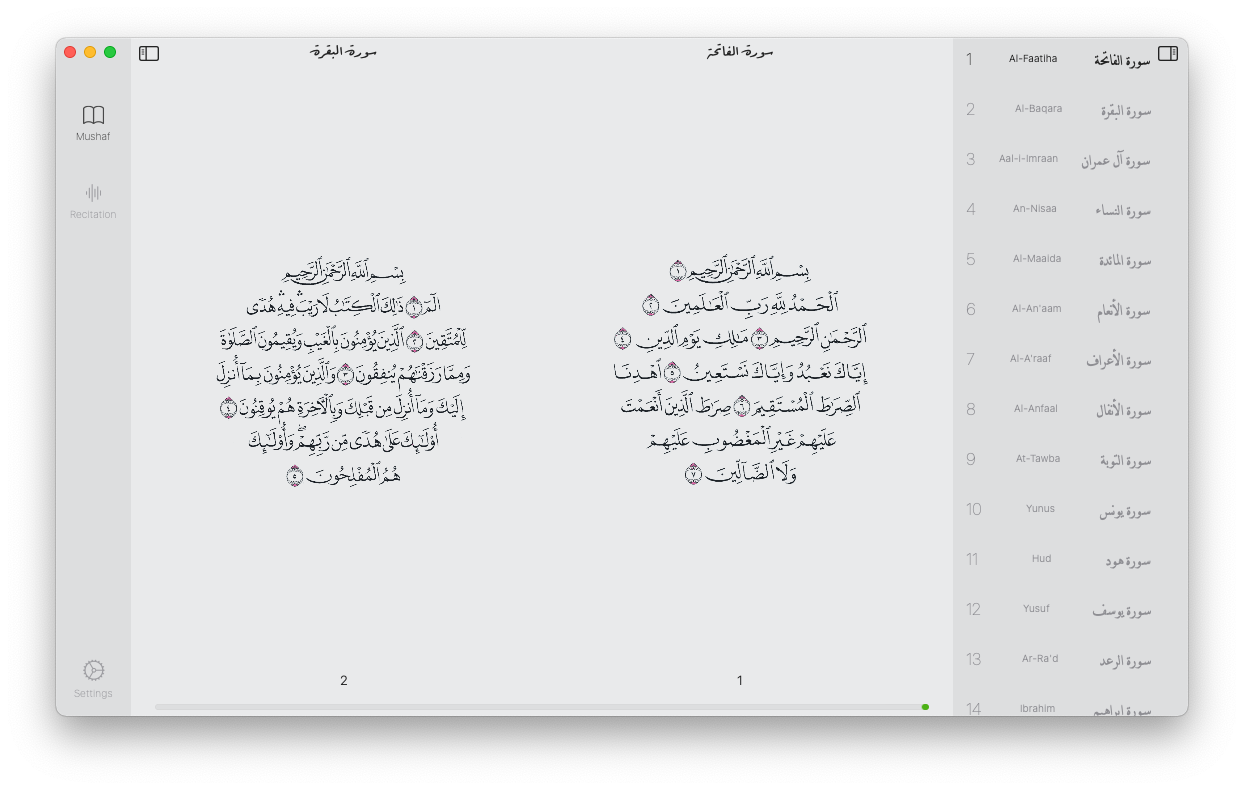 Mushaf
Recitation
Settings
سورة الفاتحة
بِسْمِ ٱللَّهِ ٱلرَّحْمَٰنِ ٱلرَّحِيمِ ١
ٱلْحَمْدُ لِلَّهِ رَبِّ ٱلْعَٰلَمِينَ ٢
ٱلرَّحْمَٰنِ ٱلرَّحِيمِ ٣ مَٰلِكِ يَوْمِ ٱلدِّينِ ٤
إِيَّاكَ نَعْبُدُ وَإِيَّاكَ نَسْتَعِينُ ٥ ٱهْدِنَا
ٱلصِّرَٰطَ ٱلْمُسْتَقِيمَ ٦ صِرَٰطَ ٱلَّذِينَ أَنْعَمْتَ
عَلَيْهِمْ غَيْرِ ٱلْمَغْضُوبِ عَلَيْهِمْ
وَلَا ٱلضَّآلِّينَ ٧
1
سورة البقرة
بِسْمِ ٱللَّهِ ٱلرَّحْمَٰنِ ٱلرَّحِيمِ
الٓمٓ ١ ذَٰلِكَ ٱلْكِتَٰبُ لَا رَيْبَ ۛ فِيهِ ۛ هُدًى
لِّلْمُتَّقِينَ ٢ ٱلَّذِينَ يُؤْمِنُونَ بِٱلْغَيْبِ وَيُقِيمُونَ ٱلصَّلَوٰةَ
وَمِمَّا رَزَقْنَٰهُمْ يُنفِقُونَ ٣ وَٱلَّذِينَ يُؤْمِنُونَ بِمَآ أُنزِلَ
إِلَيْكَ وَمَآ أُنزِلَ مِن قَبْلِكَ وَبِٱلْءَاخِرَةِ هُمْ يُوقِنُونَ ٤
أُو۟لَٰٓئِكَ عَلَىٰ هُدًى مِّن رَّبِّهِمْ ۖ وَأُو۟لَٰٓئِكَ
هُمُ ٱلْمُفْلِحُونَ ٥
2
1 Al-Faatiha سورة الفاتحة
2 Al-Baqara سورة البقرة
3 Aal-i-Imraan سورة آل عمران
4 An-Nisaa سورة النساء
5 Al-Maaida سورة المائدة
6 Al-An'aam سورة الأنعام
7 Al-A'raaf سورة الأعراف
8 Al-Anfaal سورة الأنفال
9 At-Tawba سورة التوبة
10 Yunus سورة يونس
11 Hud سورة هود
12 Yusuf سورة يوسف
13 Ar-Ra'd سورة الرعد
14 Ibrahim سورة ابراهيم